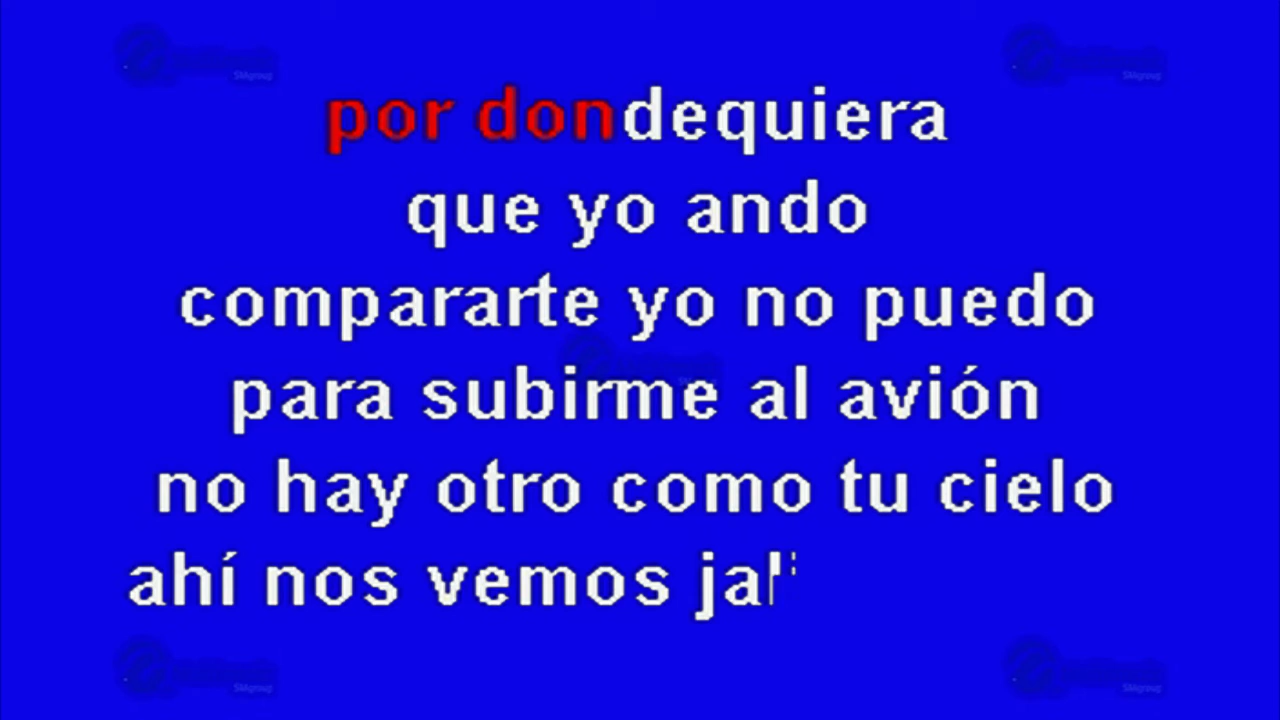 por dondequiera
que yo ando
compararte yo no puedo
para subirme al avión
no hay otro como tu cielo
ahí nos vemos